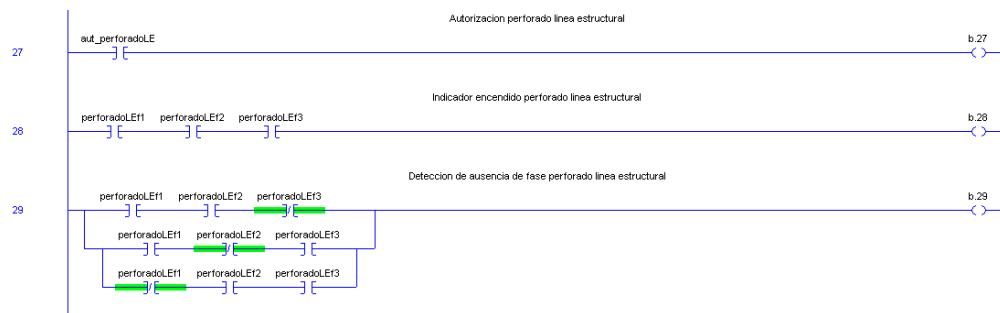 Autorizacion perforado linea estructural
aut_perforadoLE b.27
27
Indicador encendido perforado linea estructural
perforadoLEf1 perforadoLEf2 perforadoLEf3 b.28
28
Deteccion de ausencia de fase perforado linea estructural
perforadoLEf1 perforadoLEf2 perforadoLEf3 b.29
29
perforadoLEf1 perforadoLEf2 perforadoLEf3
perforadoLEf1 perforadoLEf2 perforadoLEf3